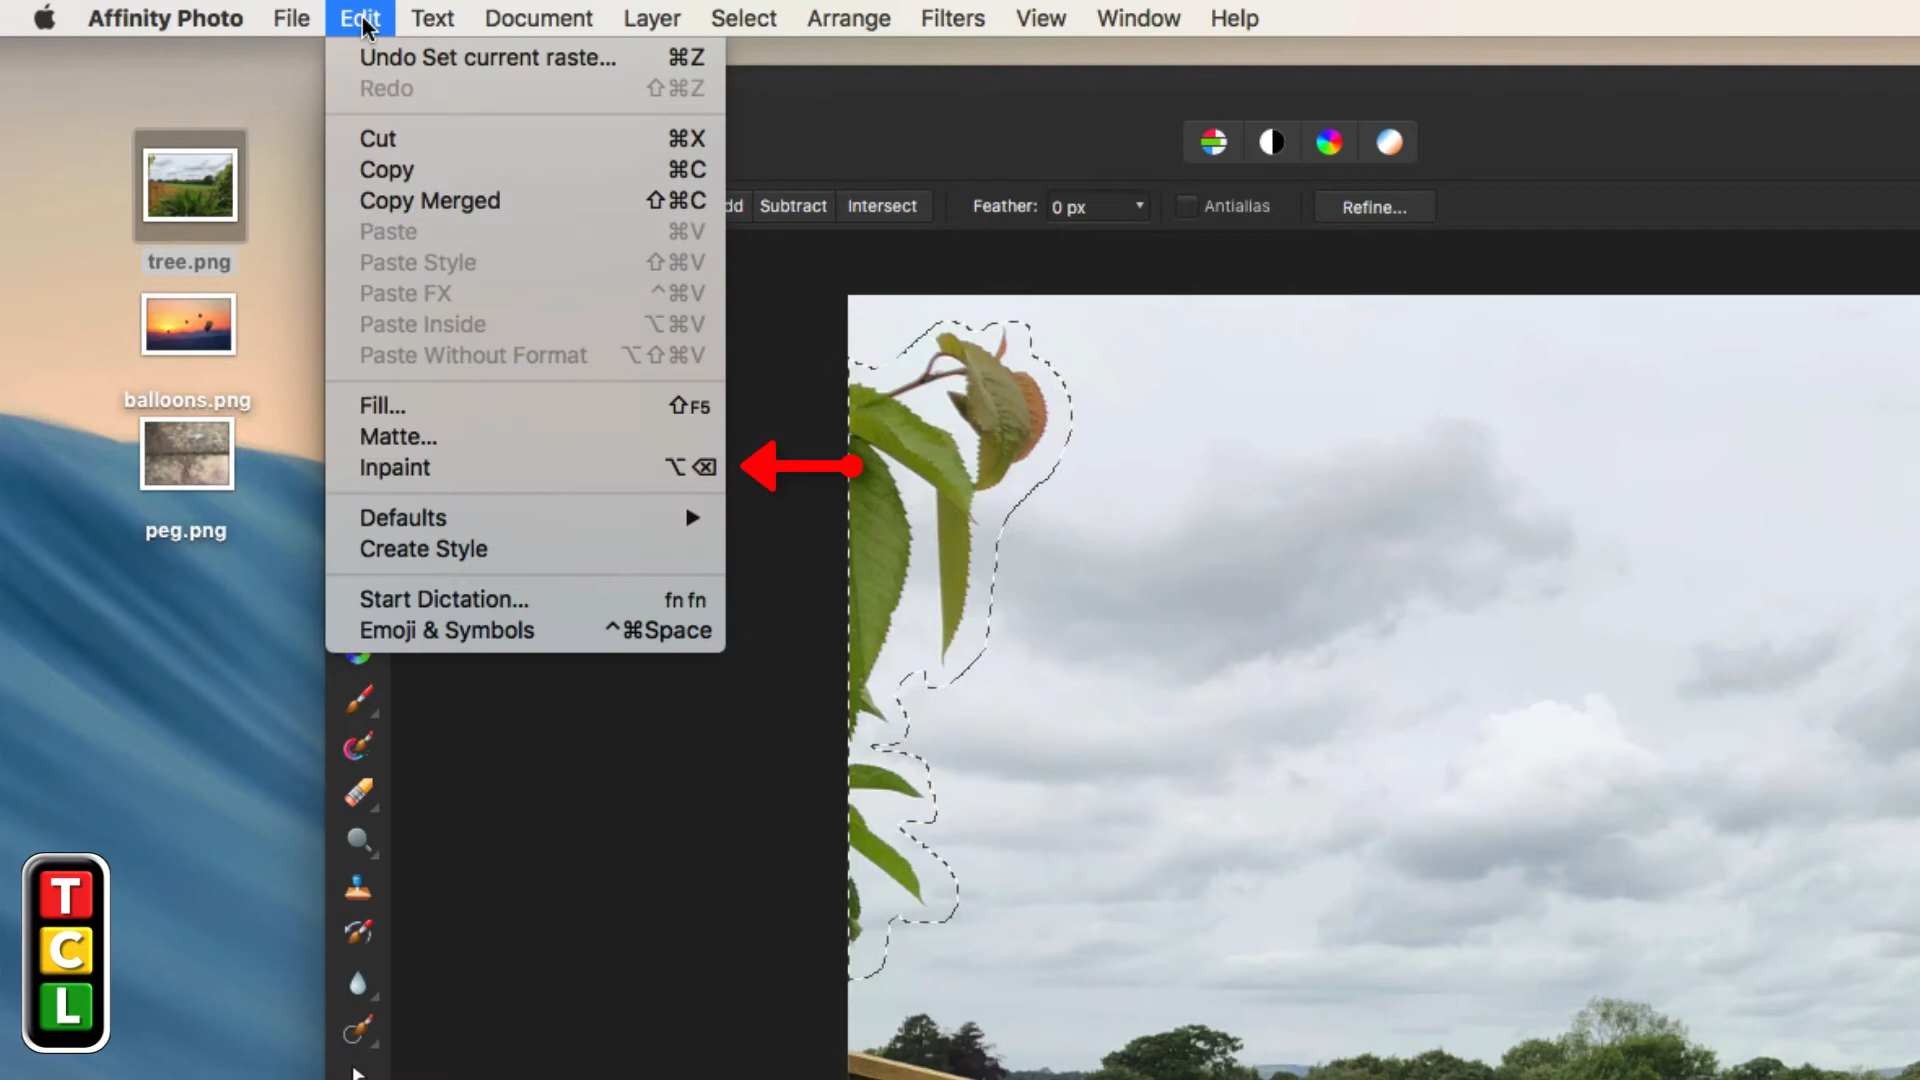 Affinity Photo File Edit Text Document Layer Select Arrange Filters View Window Help
Undo Set current raste... ⌘Z
Redo ⇧⌘Z
Cut ⌘X
Copy ⌘C
Copy Merged ⇧⌘C
Paste ⌘V
Paste Style ⇧⌘V
Paste FX ^⌘V
Paste Inside ⌥⌘V
Paste Without Format ⌥⇧⌘V
Fill... ⇧F5
Matte...
Inpaint ⌥⌫
Defaults ▶
Create Style
Start Dictation... fn fn
Emoji & Symbols ^⌘Space
dd Subtract Intersect Feather: 0 px Antialias Refine...
tree.png
balloons.png
peg.png
T
C
L